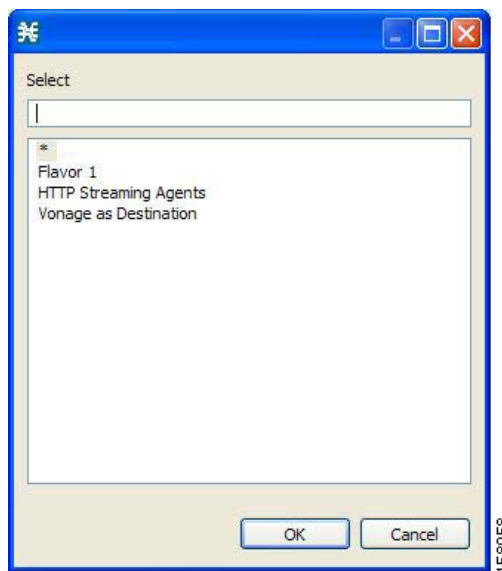 Select
*
Flavor 1
HTTP Streaming Agents
Vonage as Destination
OK Cancel